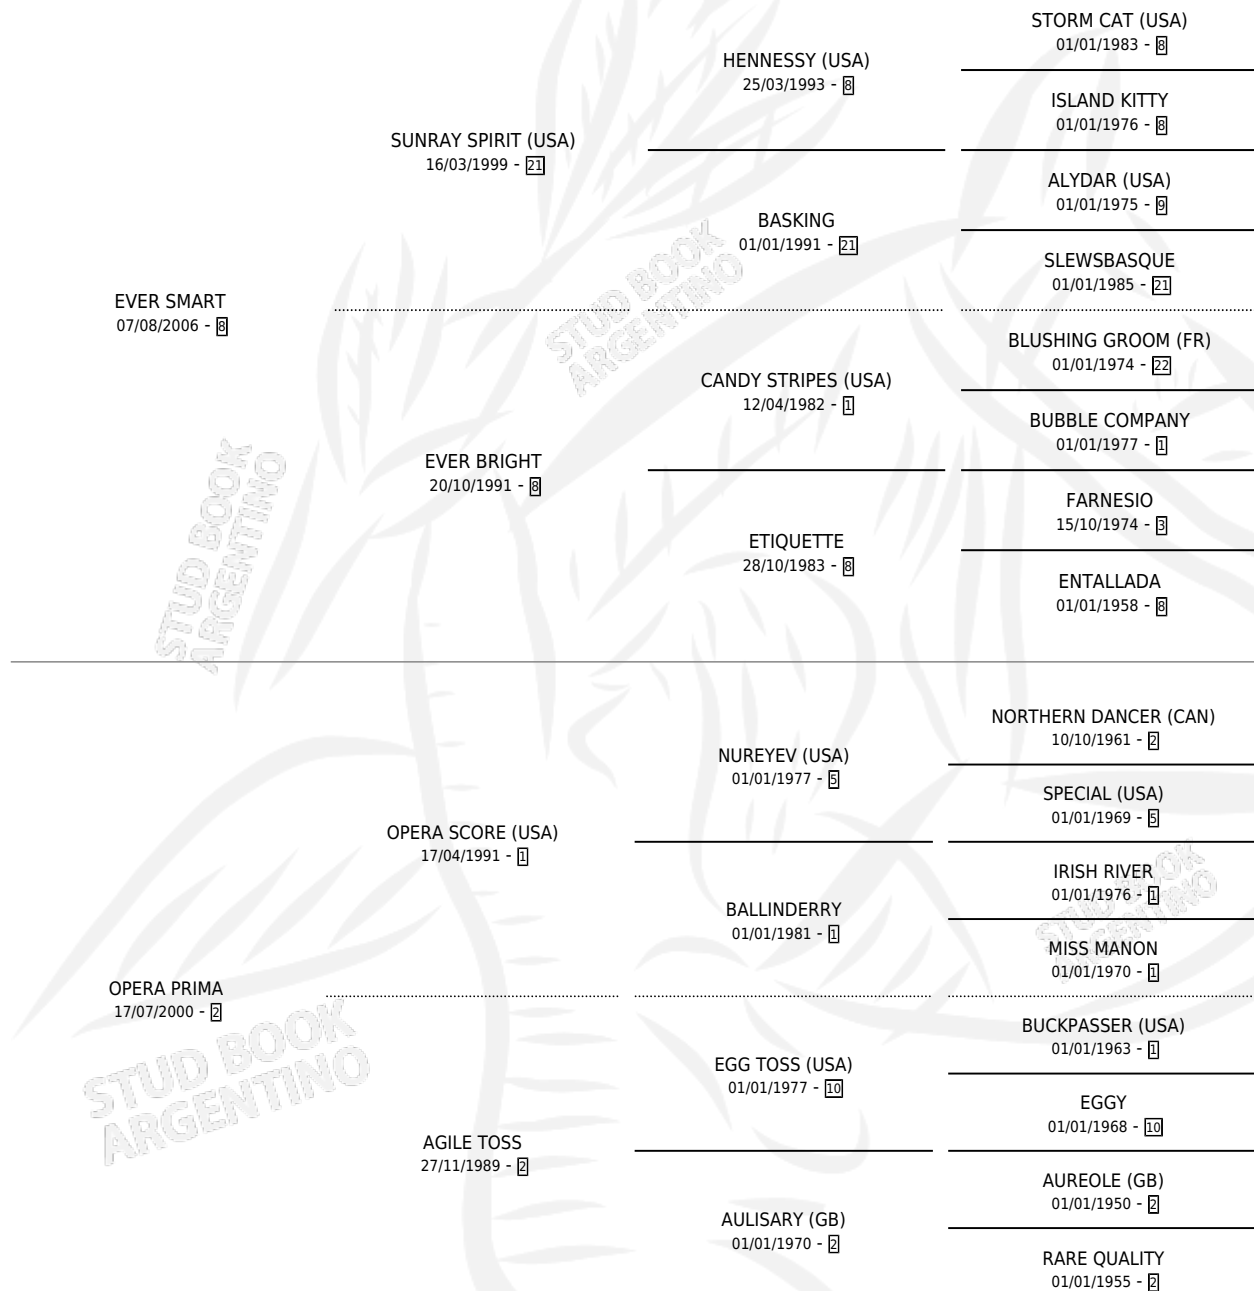 STORM CAT (USA)
01/01/1983 - 8
HENNESSY (USA)
25/03/1993 - 8
ISLAND KITTY
01/01/1976 - 8
SUNRAY SPIRIT (USA)
16/03/1999 - 21
ALYDAR (USA)
01/01/1975 - 9
BASKING
01/01/1991 - 21
SLEWSBASQUE
01/01/1985 - 21
EVER SMART
07/08/2006 - 8
BLUSHING GROOM (FR)
01/01/1974 - 22
CANDY STRIPES (USA)
12/04/1982 - 1
BUBBLE COMPANY
01/01/1977 - 1
EVER BRIGHT
20/10/1991 - 8
FARNESIO
15/10/1974 - 3
ETIQUETTE
28/10/1983 - 8
ENTALLADA
01/01/1958 - 8
STUD BOOK
ARGENTINO
STUD BOOK
ARGENTINO
NORTHERN DANCER (CAN)
10/10/1961 - 2
NUREYEV (USA)
01/01/1977 - 5
SPECIAL (USA)
01/01/1969 - 5
OPERA SCORE (USA)
17/04/1991 - 1
IRISH RIVER
01/01/1976 - 1
BALLINDERRY
01/01/1981 - 1
MISS MANON
01/01/1970 - 1
STUD BOOK
ARGENTINO
OPERA PRIMA
17/07/2000 - 2
BUCKPASSER (USA)
01/01/1963 - 1
EGG TOSS (USA)
01/01/1977 - 10
EGGY
01/01/1968 - 10
AGILE TOSS
27/11/1989 - 2
AUREOLE (GB)
01/01/1950 - 2
AULISARY (GB)
01/01/1970 - 2
RARE QUALITY
01/01/1955 - 2
STUD BOOK
ARGENTINO